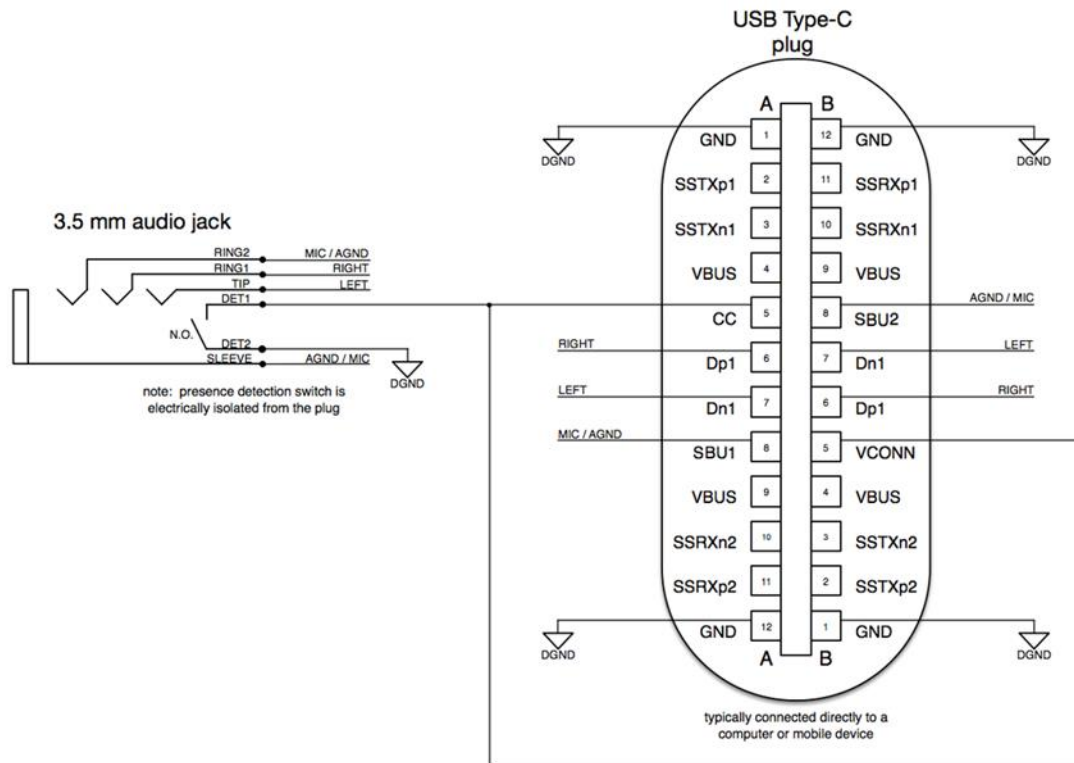 USB Type-C
plug
A B
GND 1 12 GND
DGND DGND
SSTXp1 2 11 SSRXp1
SSTXn1 3 10 SSRXn1
VBUS 4 9 VBUS
CC 5 8 SBU2 AGND / MIC
RIGHT Dp1 6 7 Dn1 LEFT
LEFT Dn1 7 6 Dp1 RIGHT
MIC / AGND SBU1 8 5 VCONN
VBUS 9 4 VBUS
SSRXn2 10 3 SSTXn2
SSRXp2 11 2 SSTXp2
GND 12 1 GND
DGND DGND
A B
typically connected directly to a
computer or mobile device
3.5 mm audio jack
RING2 MIC / AGND
RING1 RIGHT
TIP LEFT
DET1
N.O.
DET2
SLEEVE AGND / MIC
DGND
note: presence detection switch is
electrically isolated from the plug